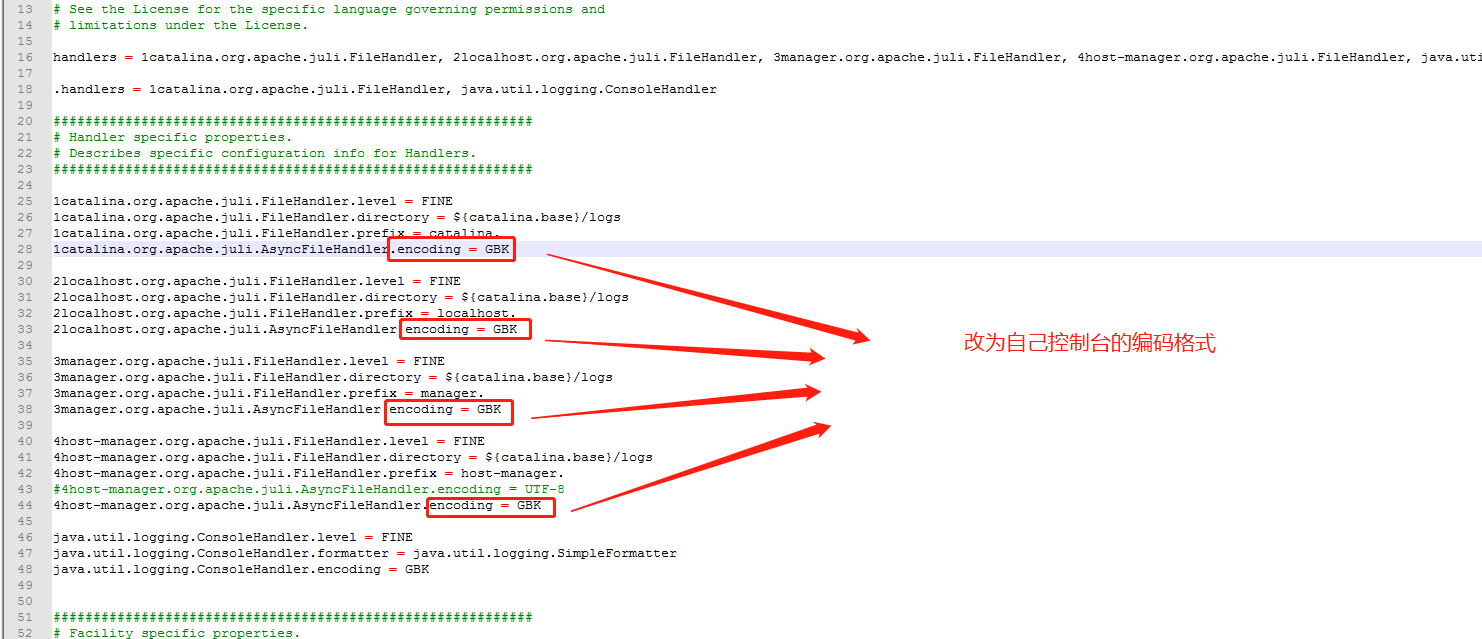 13 # See the License for the specific language governing permissions and
14 # limitations under the License.
15
16 handlers = 1catalina.org.apache.juli.FileHandler, 2localhost.org.apache.juli.FileHandler, 3manager.org.apache.juli.FileHandler, 4host-manager.org.apache.juli.FileHandler, java.uti
17
18 .handlers = 1catalina.org.apache.juli.FileHandler, java.util.logging.ConsoleHandler
19
20 ############################################################
21 # Handler specific properties.
22 # Describes specific configuration info for Handlers.
23 ############################################################
24
25 1catalina.org.apache.juli.FileHandler.level = FINE
26 1catalina.org.apache.juli.FileHandler.directory = ${catalina.base}/logs
27 1catalina.org.apache.juli.FileHandler.prefix = catalina.
28 1catalina.org.apache.juli.AsyncFileHandler.encoding = GBK
29
30 2localhost.org.apache.juli.FileHandler.level = FINE
31 2localhost.org.apache.juli.FileHandler.directory = ${catalina.base}/logs
32 2localhost.org.apache.juli.FileHandler.prefix = localhost.
33 2localhost.org.apache.juli.AsyncFileHandler.encoding = GBK
34
35 3manager.org.apache.juli.FileHandler.level = FINE
36 3manager.org.apache.juli.FileHandler.directory = ${catalina.base}/logs
37 3manager.org.apache.juli.FileHandler.prefix = manager.
38 3manager.org.apache.juli.AsyncFileHandler.encoding = GBK
39
40 4host-manager.org.apache.juli.FileHandler.level = FINE
41 4host-manager.org.apache.juli.FileHandler.directory = ${catalina.base}/logs
42 4host-manager.org.apache.juli.FileHandler.prefix = host-manager.
43 #4host-manager.org.apache.juli.AsyncFileHandler.encoding = UTF-8
44 4host-manager.org.apache.juli.AsyncFileHandler.encoding = GBK
45
46 java.util.logging.ConsoleHandler.level = FINE
47 java.util.logging.ConsoleHandler.formatter = java.util.logging.SimpleFormatter
48 java.util.logging.ConsoleHandler.encoding = GBK
49
50
51 ############################################################
52 # Facility specific properties.
改为自己控制台的编码格式